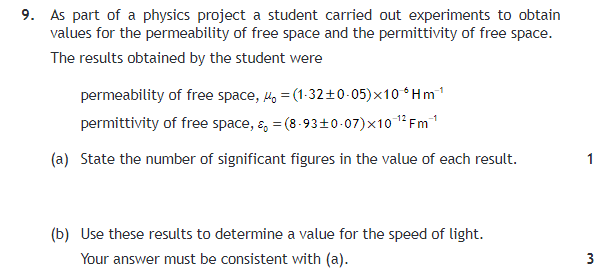 9. As part of a physics project a student carried out experiments to obtain
values for the permeability of free space and the permittivity of free space.
The results obtained by the student were
permeability of free space, μ₀ = (1·32±0·05)×10⁻⁶ H m⁻¹
permittivity of free space, ε₀ = (8·93±0·07)×10⁻¹² F m⁻¹
(a) State the number of significant figures in the value of each result. 1
(b) Use these results to determine a value for the speed of light.
Your answer must be consistent with (a). 3